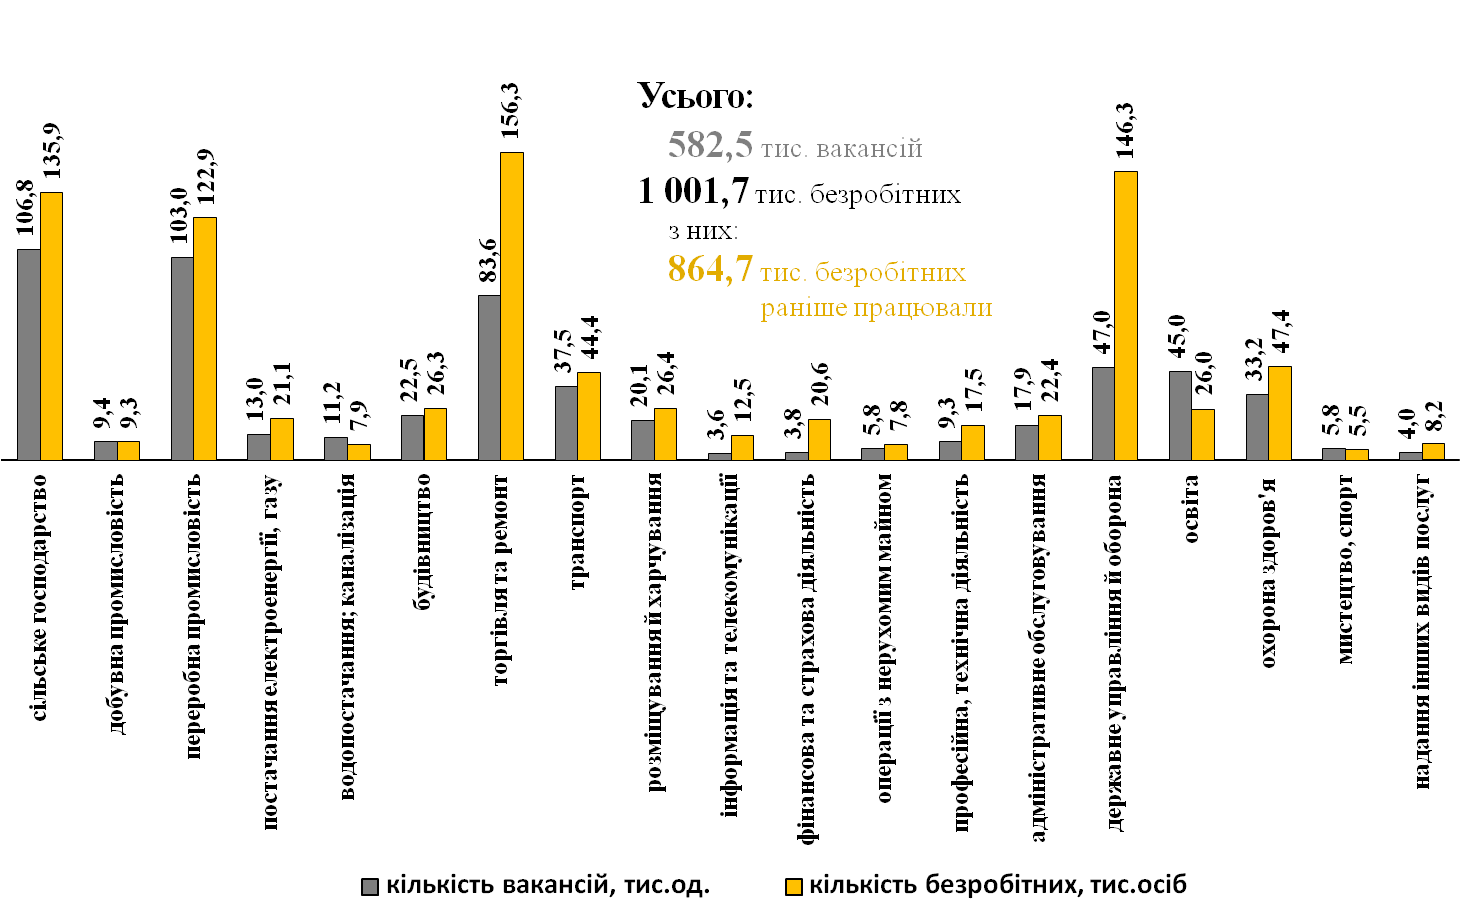 Усього:
582,5 тис. вакансій
1 001,7 тис. безробітних
з них:
864,7 тис. безробітних
раніше працювали
106,8
135,9
9,4
9,3
103,0
122,9
13,0
21,1
11,2
7,9
22,5
26,3
83,6
156,3
37,5
44,4
20,1
26,4
3,6
12,5
3,8
20,6
5,8
7,8
9,3
17,5
17,9
22,4
47,0
146,3
45,0
26,0
33,2
47,4
5,8
5,5
4,0
8,2
сільське господарство
добувна промисловість
переробна промисловість
постачання електроенергії, газу
водопостачання; каналізація
будівництво
торгівля та ремонт
транспорт
розміщування й харчування
інформація та телекомунікації
фінансова та страхова діяльність
операції з нерухомим майном
професійна, технічна діяльність
адміністративне обслуговування
державне управління й оборона
освіта
охорона здоров'я
мистецтво, спорт
надання інших видів послуг
кількість вакансій, тис.од.
кількість безробітних, тис.осіб